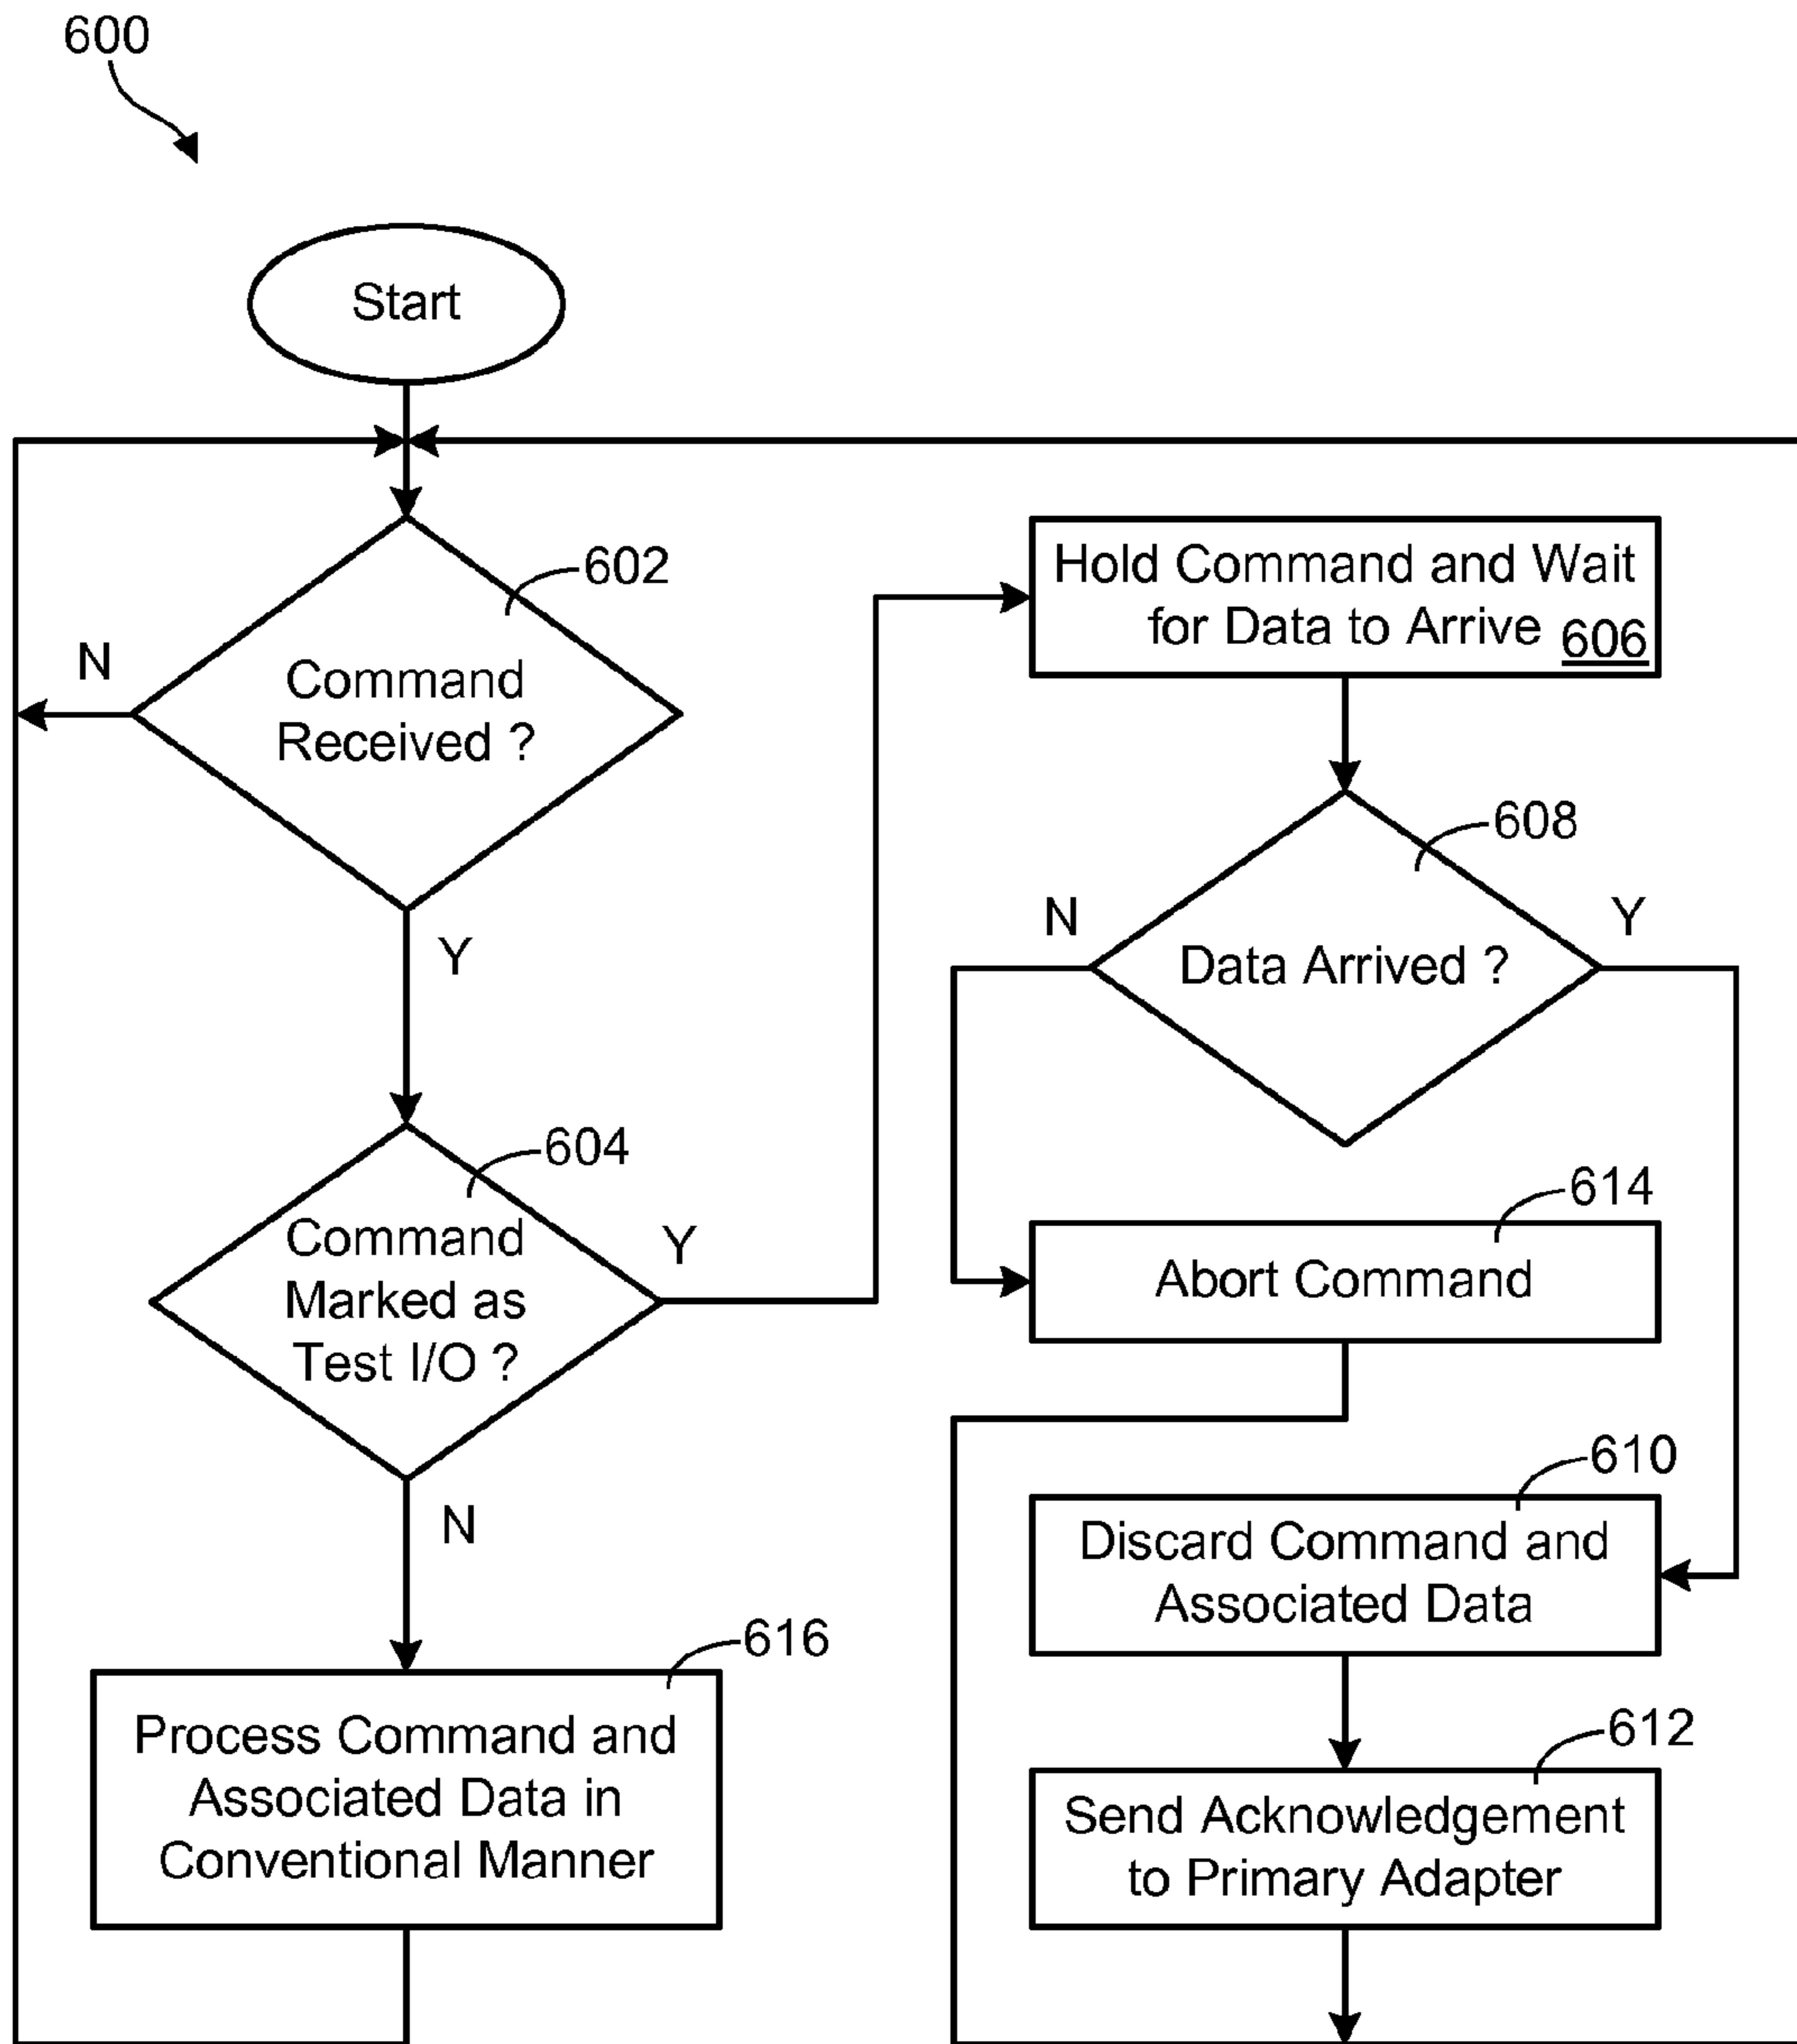 600
Start
602
Command
Received ?
N
Y
604
Command
Marked as
Test I/O ?
Y
N
616
Process Command and
Associated Data in
Conventional Manner
Hold Command and Wait
for Data to Arrive 606
608
Data Arrived ?
N
Y
614
Abort Command
610
Discard Command and
Associated Data
612
Send Acknowledgement
to Primary Adapter